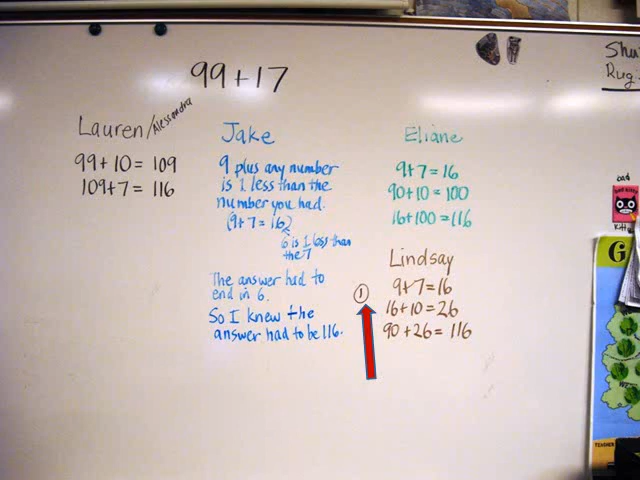 99+17
Shu
Rug
Lauren/Alessandra
99+10= 109
109+7= 116
Jake
9 plus any number
is 1 less than the
number you had.
(9+7=16)
6 is 1 less than
the 7
The answer had to
end in 6.
So I knew the
answer had to be 116.
Eliane
9+7=16
90+10=100
16+100=116
Lindsay
①
9+7=16
16+10=26
90+26= 116
bad
G